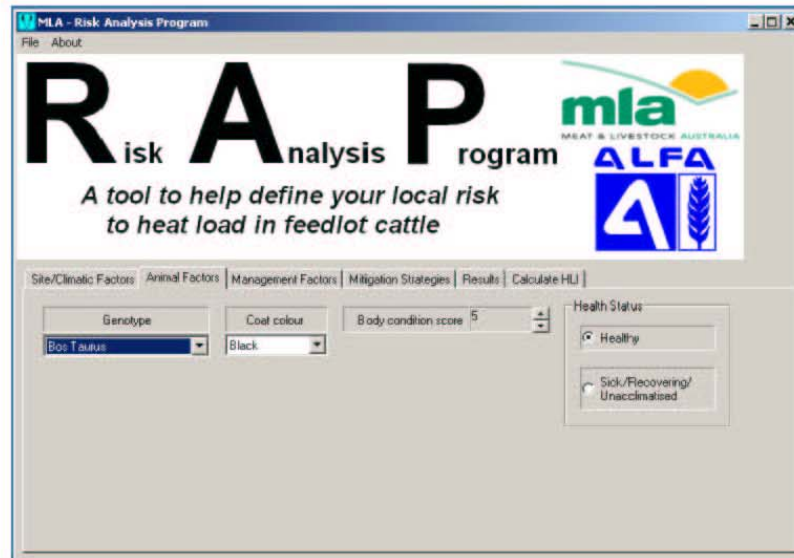 MLA - Risk Analysis Program
File About
Risk Analysis Program
A tool to help define your local risk
to heat load in feedlot cattle
mla
MEAT & LIVESTOCK AUSTRALIA
ALFA
Site/Climatic Factors Animal Factors Management Factors Mitigation Strategies Results Calculate HLI
Genotype Coat colour Body condition score 5 Health Status
Bos Taurus Black Healthy
Sick/Recovering/
Unacclimatised